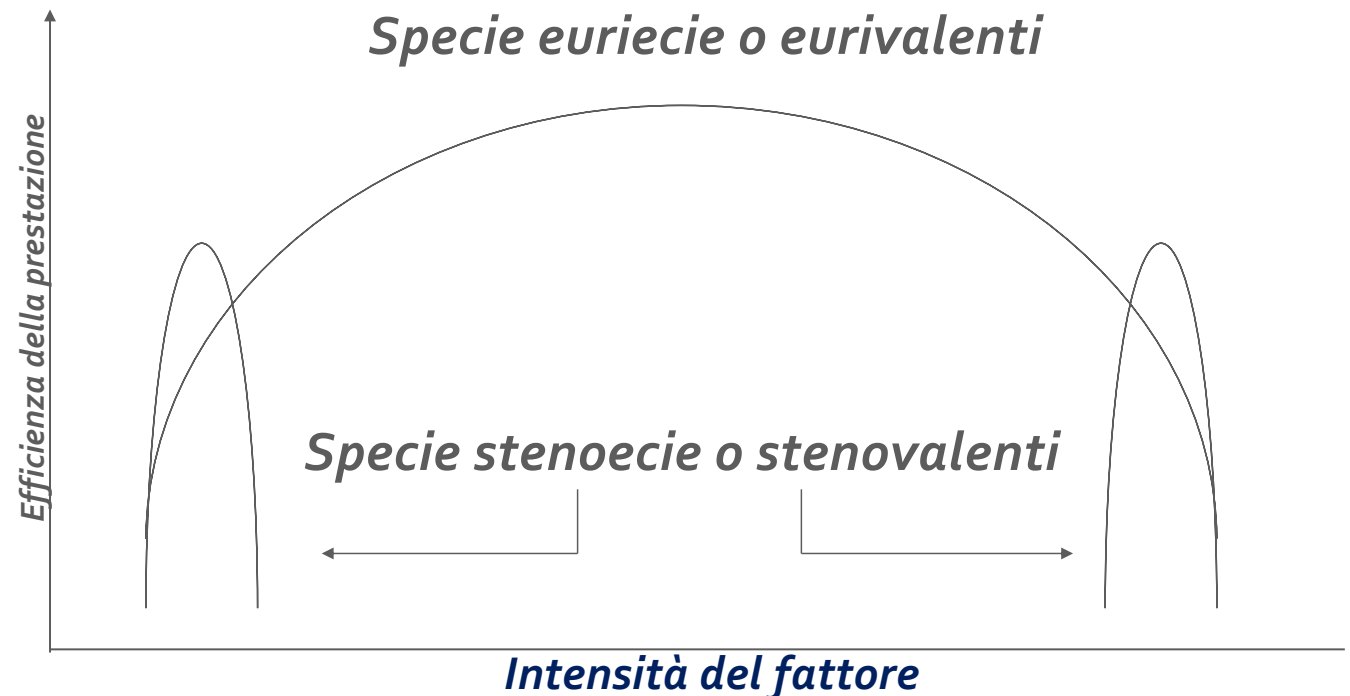 Specie euriecie o eurivalenti
Efficienza della prestazione
Specie stenoecie o stenovalenti
Intensità del fattore